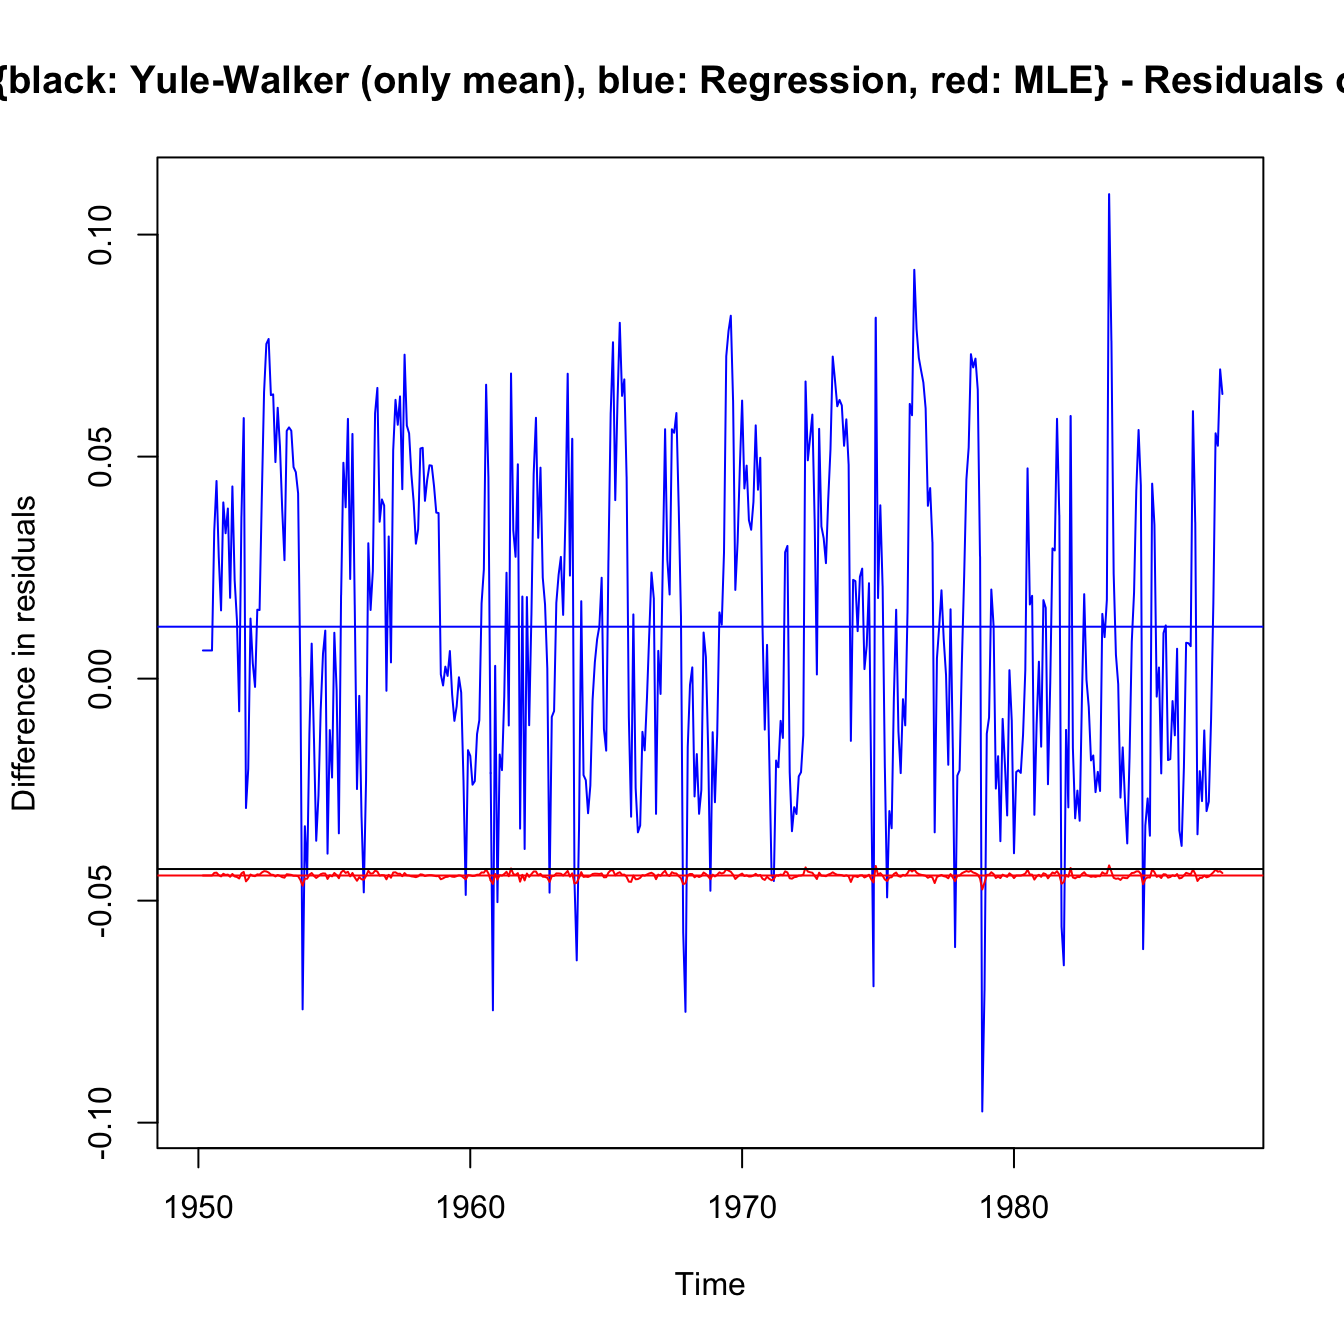 {black: Yule-Walker (only mean), blue: Regression, red: MLE} - Residuals
Difference in residuals
0.10
0.05
0.00
-0.05
-0.10
1950 1960 1970 1980
Time